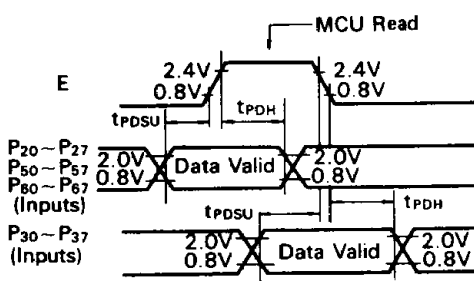 MCU Read
E
2.4V
0.8V
2.4V
0.8V
tPDSU
tPDH
P20~P27
P50~P57
P60~P67
(Inputs)
2.0V
0.8V
Data Valid
2.0V
0.8V
tPDSU
tPDH
P30~P37
(Inputs)
2.0V
0.8V
Data Valid
2.0V
0.8V